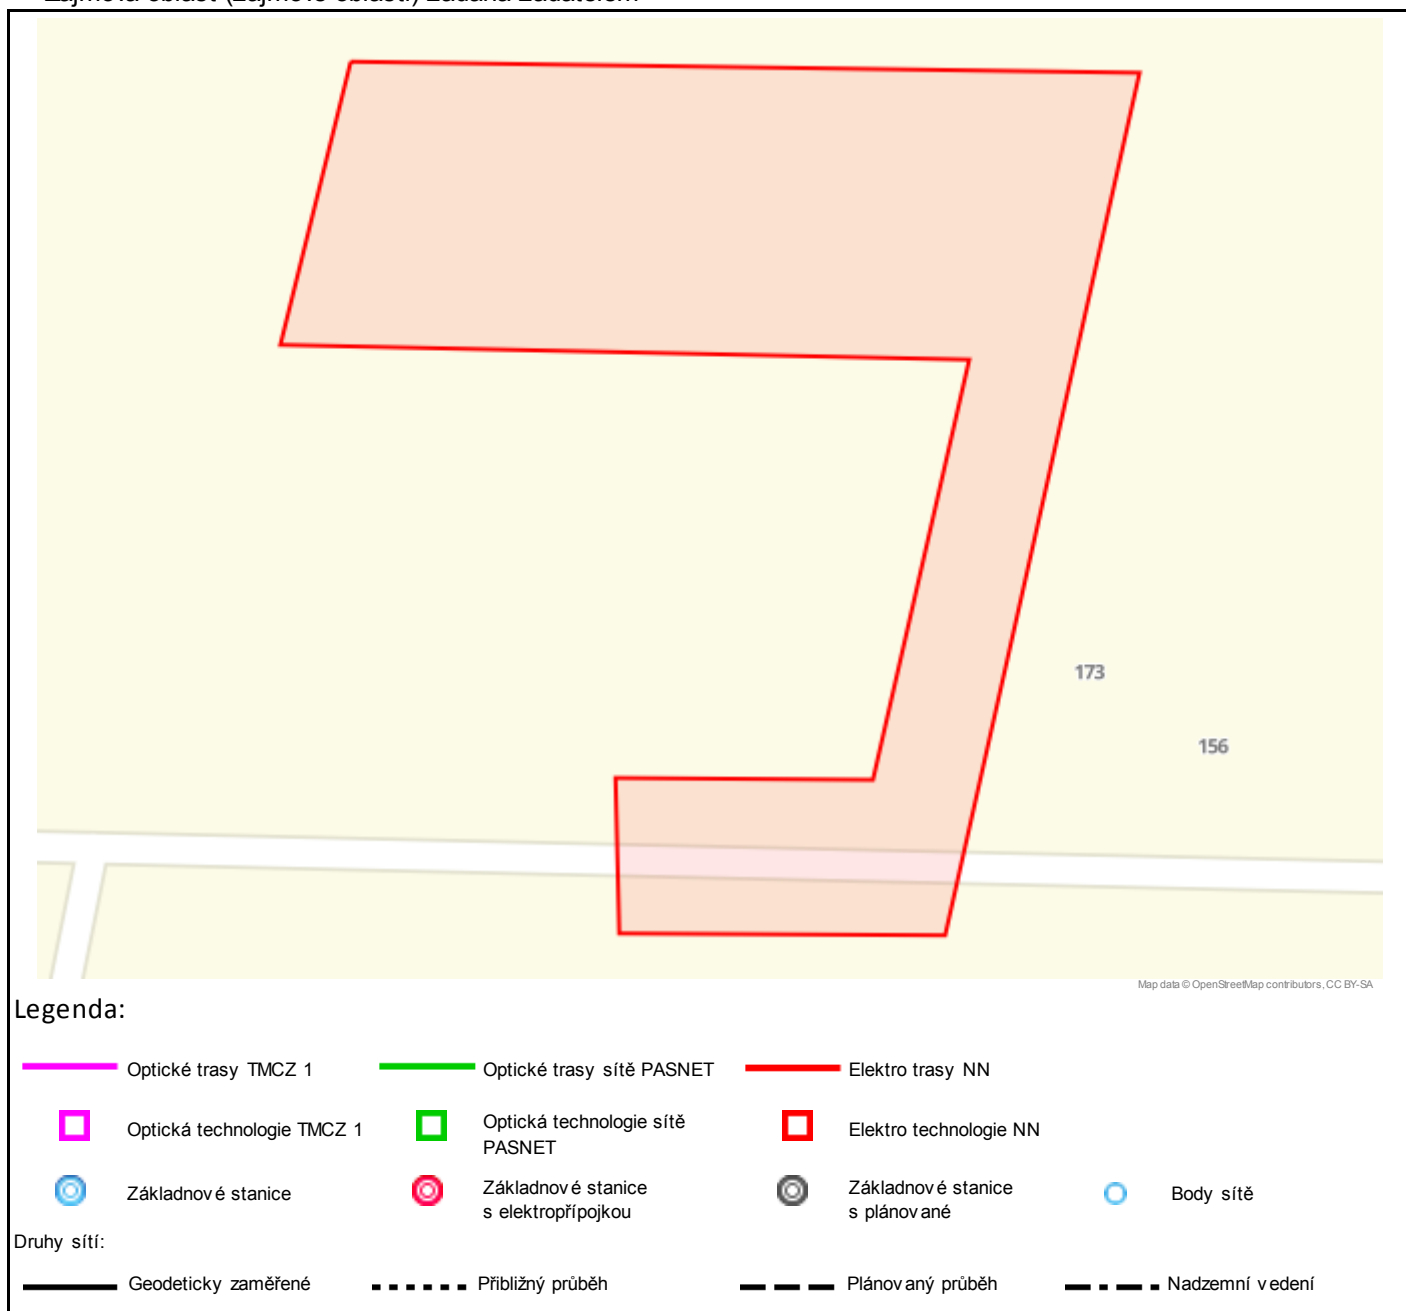 173
156
Map data © OpenStreetMap contributors, CC BY-SA
Legenda:
Optické trasy TMCZ 1
Optické trasy sítě PASNET
Elektro trasy NN
Optická technologie TMCZ 1
Optická technologie sítě
PASNET
Elektro technologie NN
Základnové stanice
Základnové stanice
s elektropřípojkou
Základnové stanice
s plánované
Body sítě
Druhy sítí:
Geodeticky zaměřené
Přibližný průběh
Plánovaný průběh
Nadzemní vedení